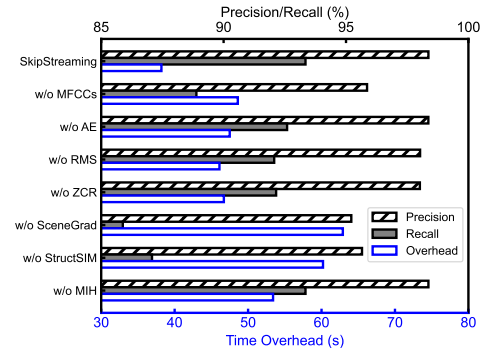 Precision/Recall (%)
85 90 95 100
SkipStreaming
w/o MFCCs
w/o AE
w/o RMS
w/o ZCR
w/o SceneGrad
w/o StructSIM
w/o MIH
Precision
Recall
Overhead
30 40 50 60 70 80
Time Overhead (s)